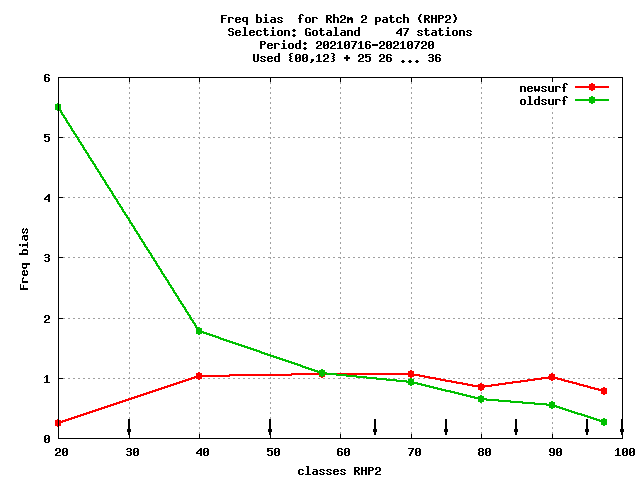 Freq bias  for Rh2m 2 patch (RHP2)
Selection: Gotaland     47 stations
Period: 20210716-20210720
Used {00,12} + 25 26 ... 36
newsurf
oldsurf
6
5
4
3
2
1
0
Freq bias
20 30 40 50 60 70 80 90 100
classes RHP2